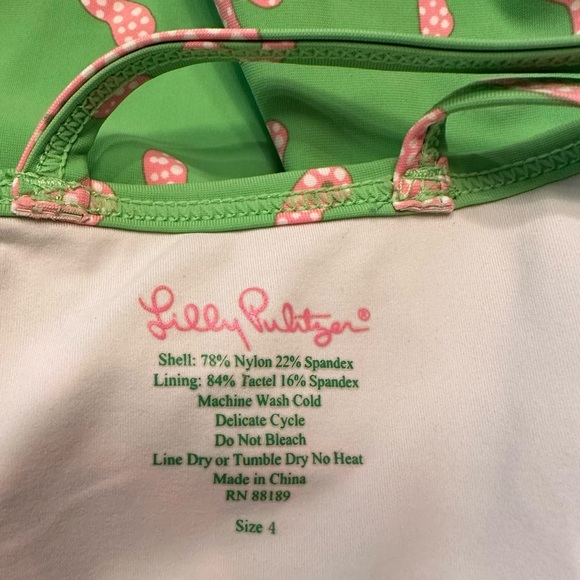 Lilly Pulitzer®
Shell: 78% Nylon 22% Spandex
Lining: 84% Tactel 16% Spandex
Machine Wash Cold
Delicate Cycle
Do Not Bleach
Line Dry or Tumble Dry No Heat
Made in China
RN 88189
Size 4